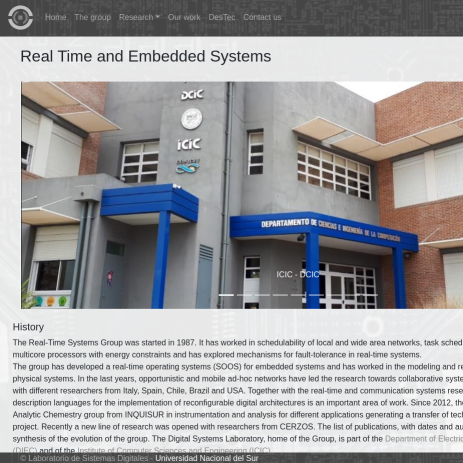 Home The group Research Our work DesTec Contact us
Real Time and Embedded Systems
DCIC
ICIC
DEPARTAMENTO DE CIENCIAS E INGENIERÍA DE LA COMPUTACIÓN
ICIC - DCIC
History
The Real-Time Systems Group was started in 1987. It has worked in schedulability of local and wide area networks, task sched
multicore processors with energy constraints and has explored mechanisms for fault-tolerance in real-time systems.
The group has developed a real-time operating systems (SOOS) for embedded systems and has worked in the modeling and re
physical systems. In the last years, opportunistic and mobile ad-hoc networks have led the research towards collaborative syste
with different researchers from Italy, Spain, Chile, Brazil and USA. Together with the real-time and communication systems rese
description languages for the implementation of reconfigurable digital architectures is an important area of work. Since 2012, the
Analytic Chemestry group from INQUISUR in instrumentation and analysis for different applications generating a transfer of tec
project. Recently a new line of research was opened with researchers from CERZOS. The list of publications, with dates and au
synthesis of the evolution of the group. The Digital Systems Laboratory, home of the Group, is part of the Department of Electric
(DIEC) and of the Institute of Computer Sciences and Engineering (ICIC).
© Laboratorio de Sistemas Digitales - Universidad Nacional del Sur